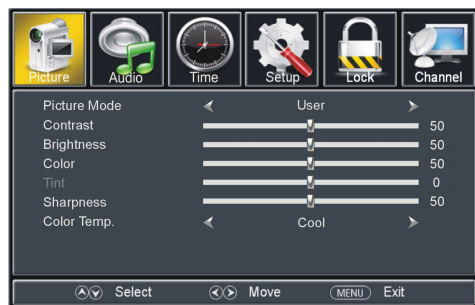 Picture Audio Time Setup Lock Channel
Picture Mode User
Contrast 50
Brightness 50
Color 50
Tint 0
Sharpness 50
Color Temp. Cool
Select Move MENU Exit